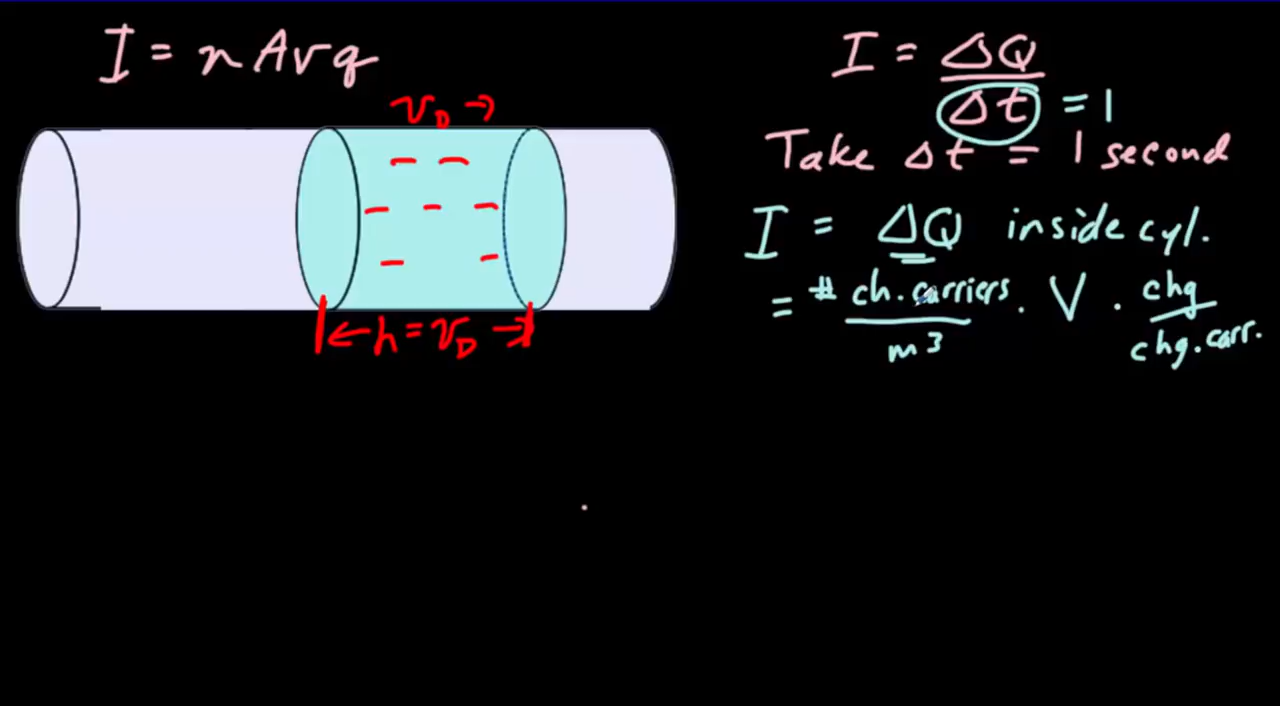 I = nAvq
v_D →
←h = v_D→
I = ΔQ
Δt = 1
Take Δt = 1 second
I = ΔQ inside cyl.
= # ch. carriers / m³ · V · chg / chg. carr.